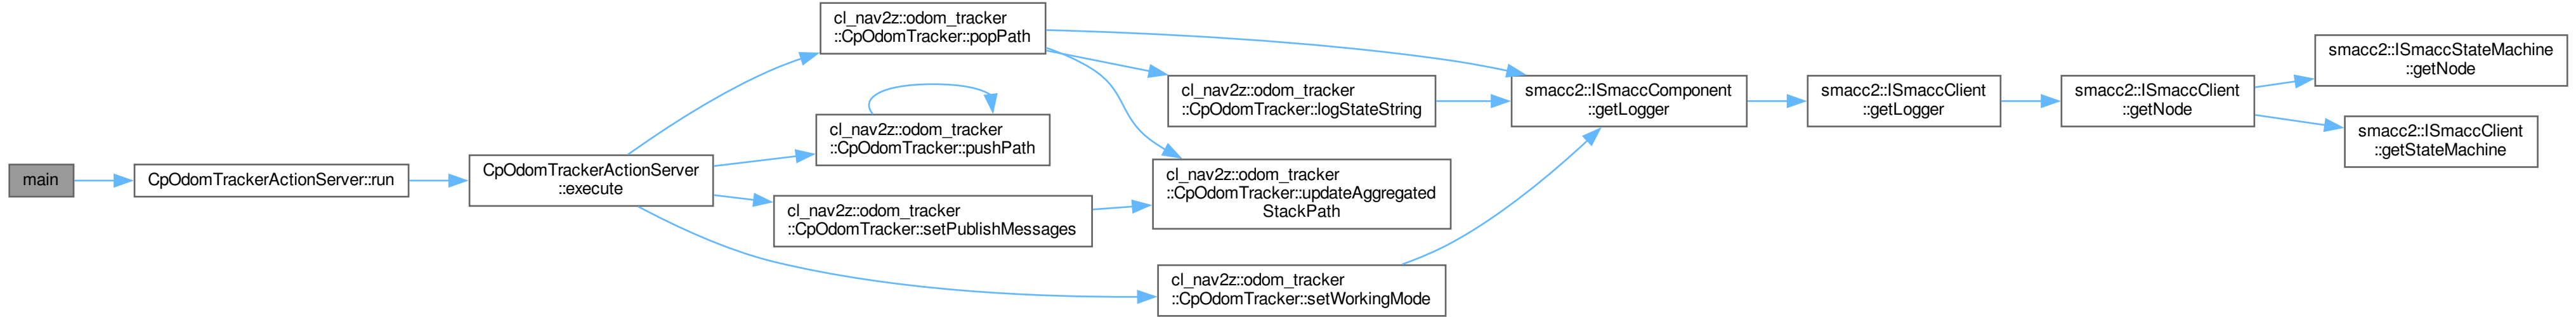 main
CpOdomTrackerActionServer::run
CpOdomTrackerActionServer
::execute
cl_nav2z::odom_tracker
::CpOdomTracker::popPath
cl_nav2z::odom_tracker
::CpOdomTracker::pushPath
cl_nav2z::odom_tracker
::CpOdomTracker::setPublishMessages
cl_nav2z::odom_tracker
::CpOdomTracker::logStateString
cl_nav2z::odom_tracker
::CpOdomTracker::updateAggregated
StackPath
cl_nav2z::odom_tracker
::CpOdomTracker::setWorkingMode
smacc2::ISmaccComponent
::getLogger
smacc2::ISmaccClient
::getLogger
smacc2::ISmaccClient
::getNode
smacc2::ISmaccStateMachine
::getNode
smacc2::ISmaccClient
::getStateMachine